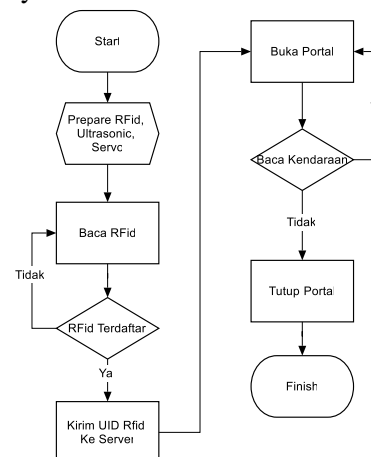 Start
Prepare RFid,
Ultrasonic,
Servo
Baca RFid
Tidak
RFid Terdaftar
Ya
Kirim UID Rfid
Ke Server
Buka Portal
Baca Kendaraan
Tidak
Tutup Portal
Finish